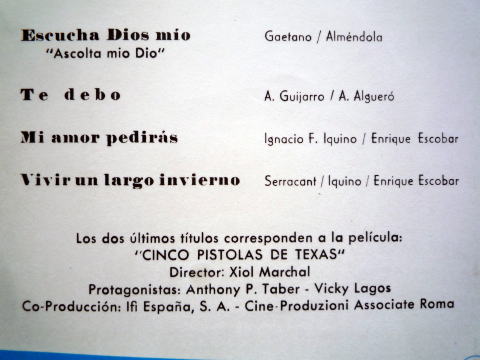 Escucha Dios mío Gaetano / Alméndola
"Ascolta mio Dio"
Te debo A. Guijarro / A. Algueró
Mi amor pedirás Ignacio F. Iquino / Enrique Escobar
Vivir un largo invierno Serracant / Iquino / Enrique Escobar
Los dos últimos títulos corresponden a la película:
"CINCO PISTOLAS DE TEXAS"
Director: Xiol Marchal
Protagonistas: Anthony P. Taber - Vicky Lagos
Co-Producción: Ifi España, S. A. - Cine-Produzioni Associate Roma